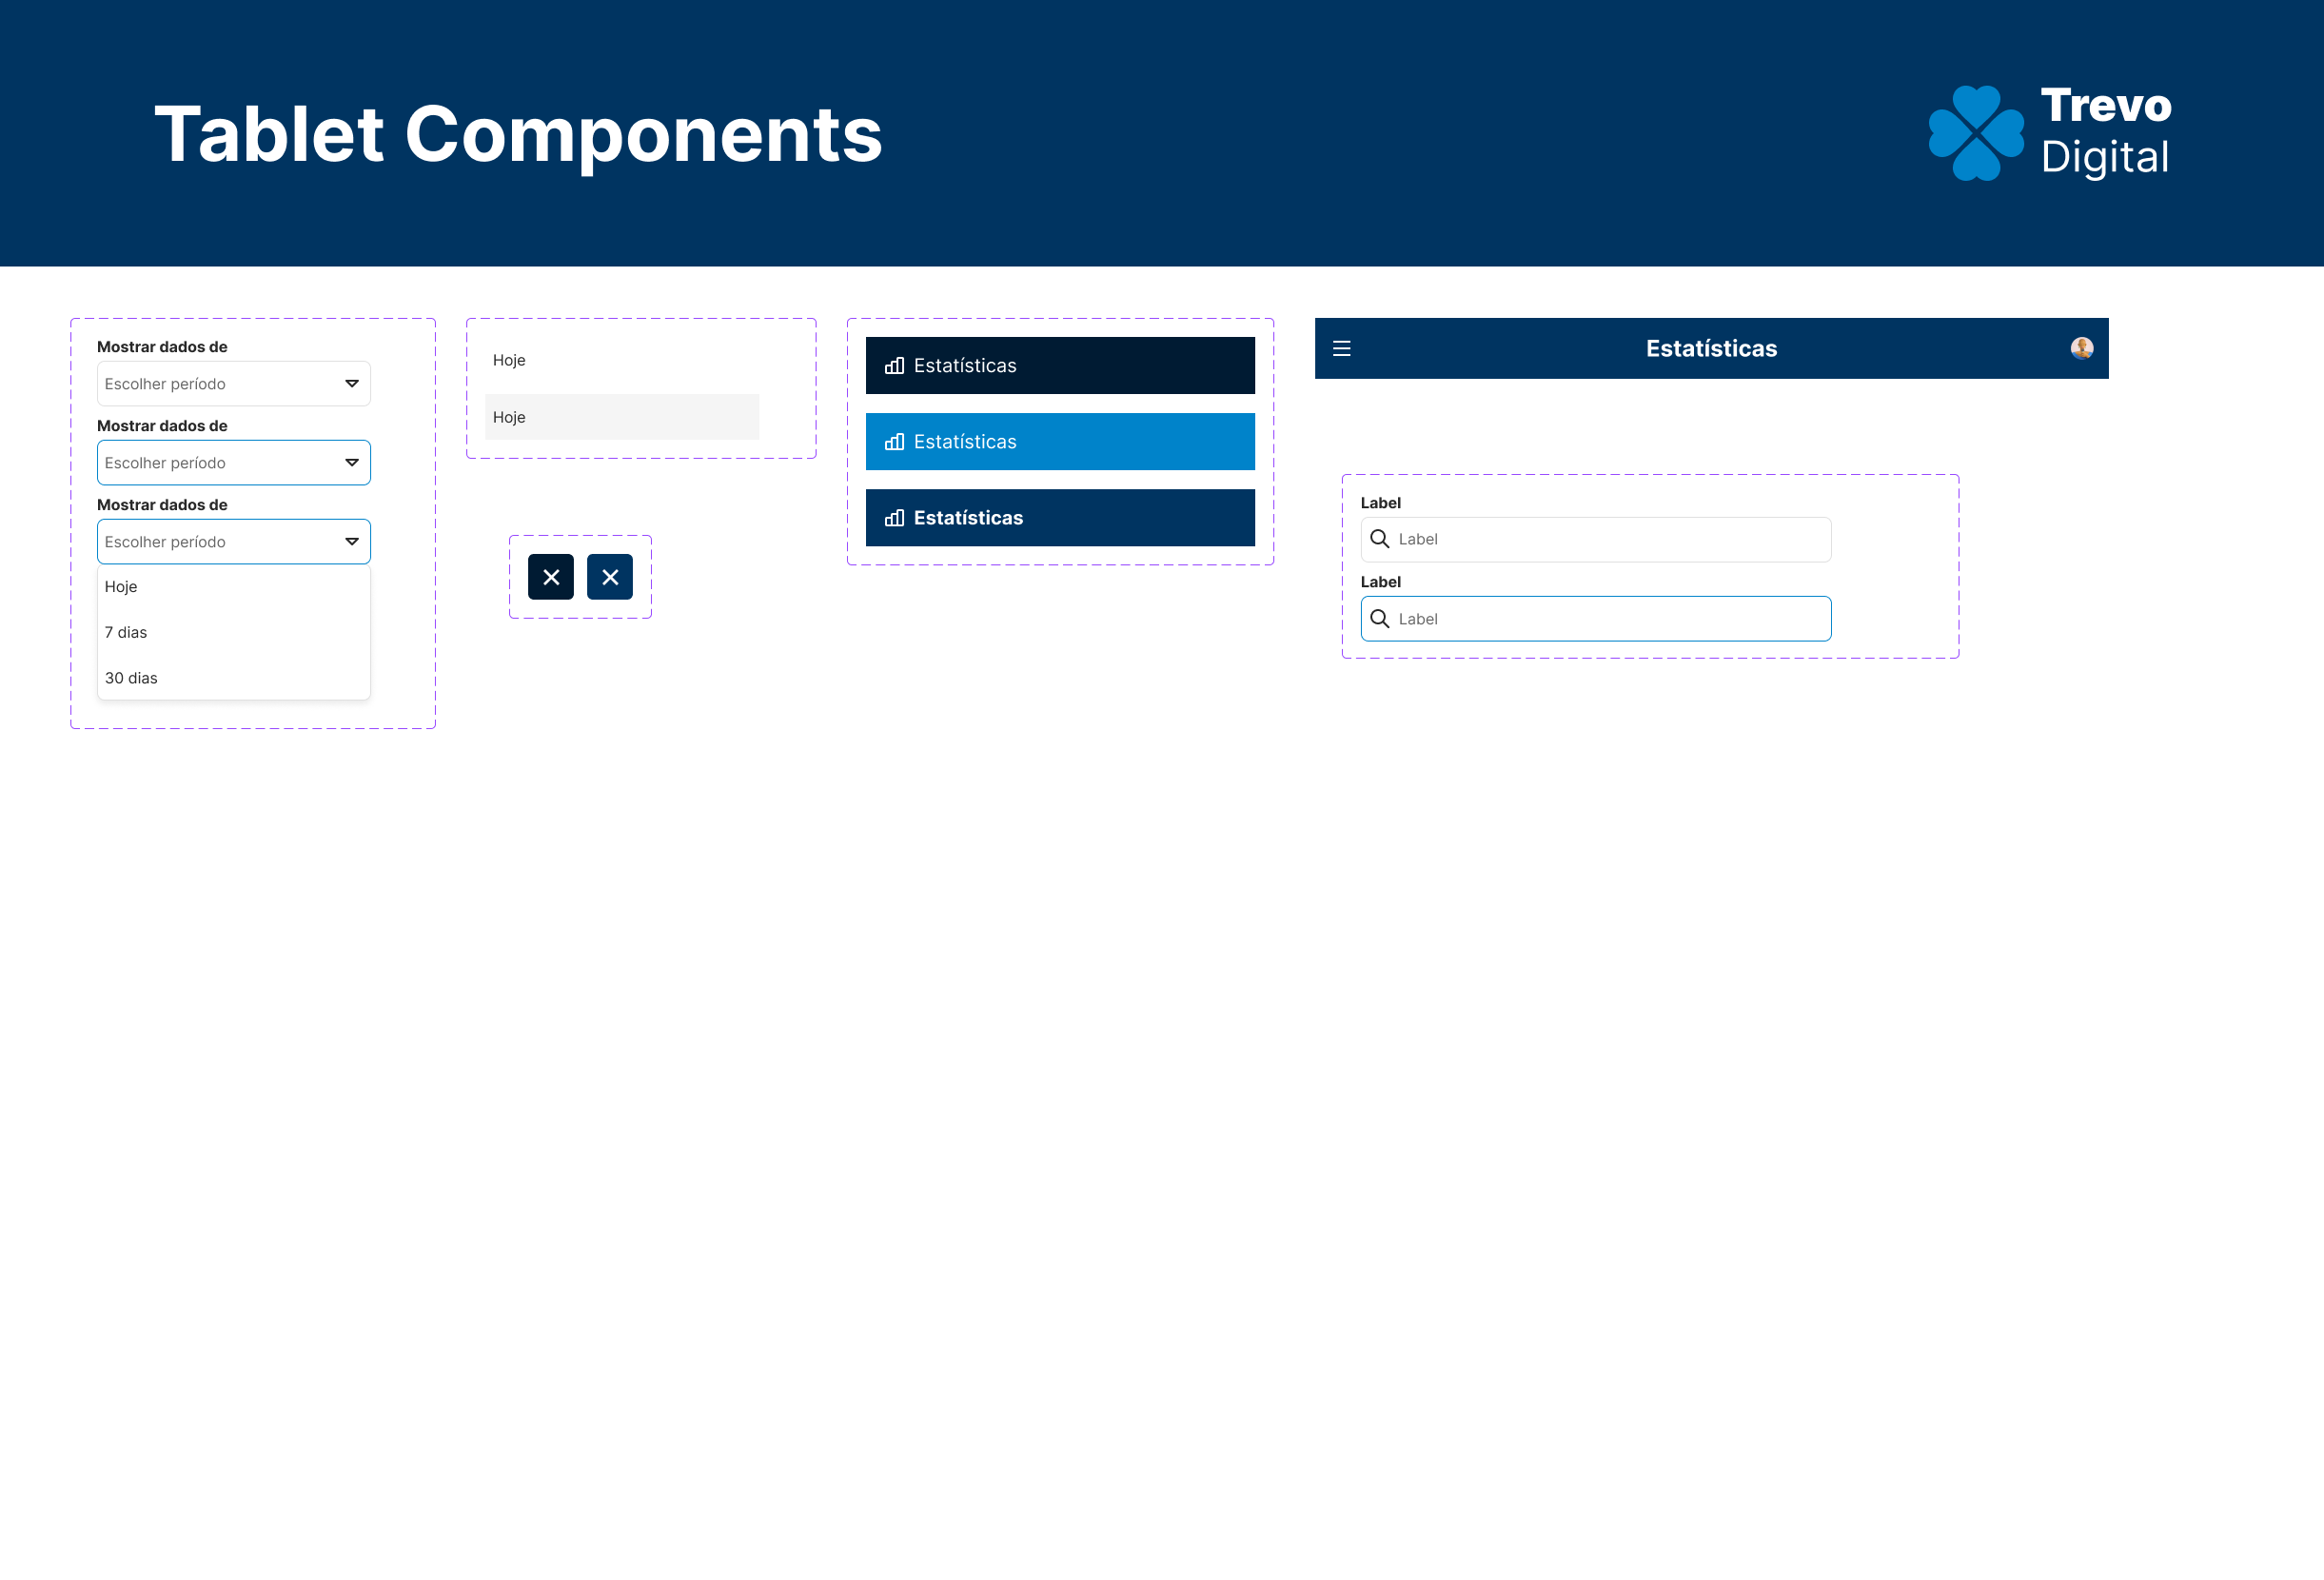 Tablet Components
Trevo
Digital
Mostrar dados de
Escolher período
Mostrar dados de
Escolher período
Mostrar dados de
Escolher período
Hoje
7 dias
30 dias
Hoje
Hoje
Estatísticas
Estatísticas
Estatísticas
Estatísticas
Label
Label
Label
Label